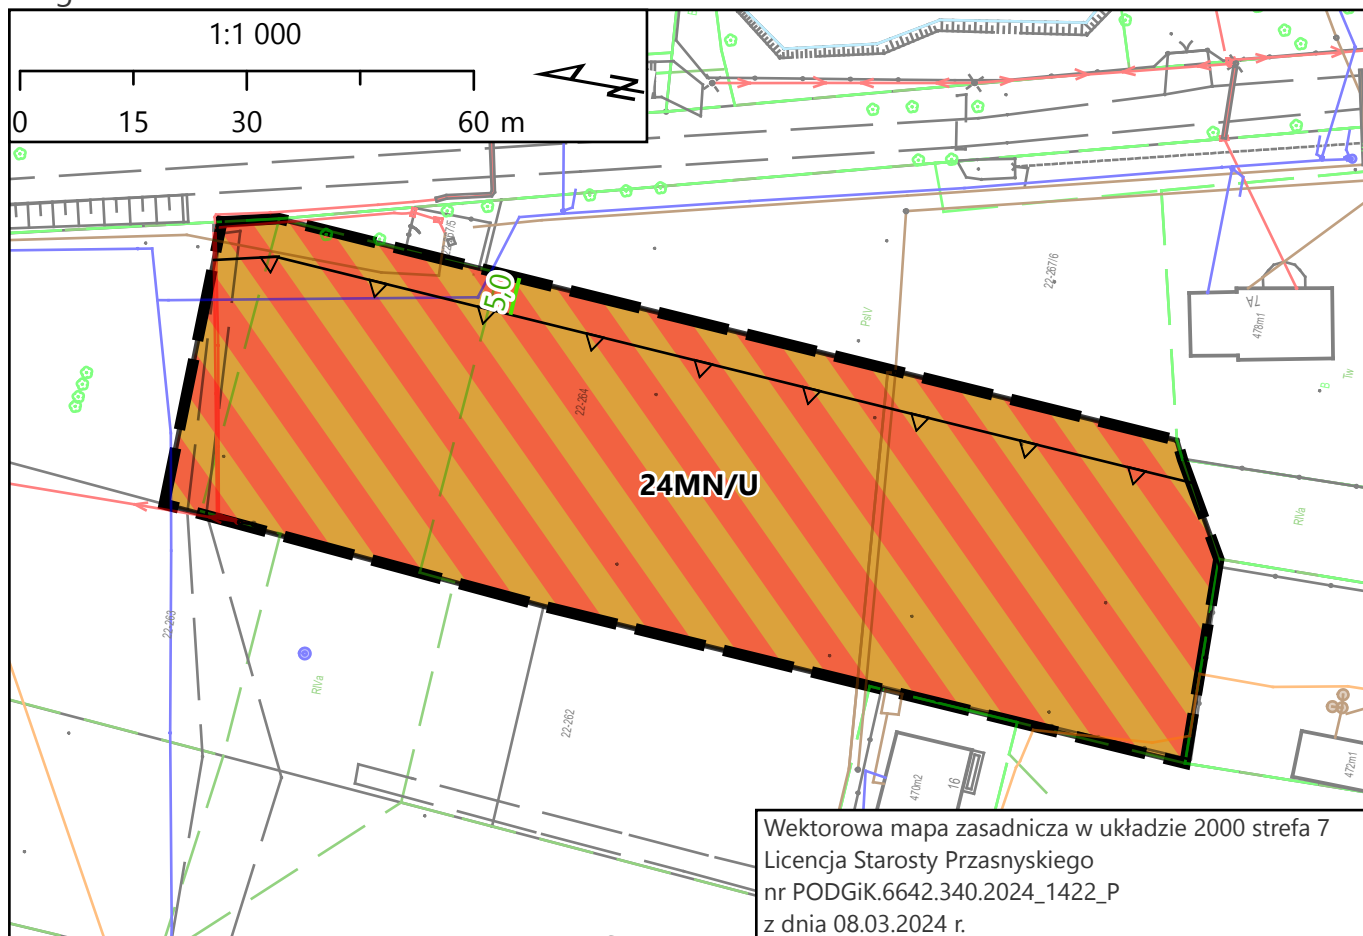 1:1 000
0 15 30 60 m
N
B
22-267/5
5,0
22-267/6
PsIV
7A
478m1
B
Tw
22-264
24MN/U
RIVa
22-263
RIVa
22-262
470m2
16
472m1
Wektorowa mapa zasadnicza w układzie 2000 strefa 7
Licencja Starosty Przasnyskiego
nr PODGiK.6642.340.2024_1422_P
z dnia 08.03.2024 r.